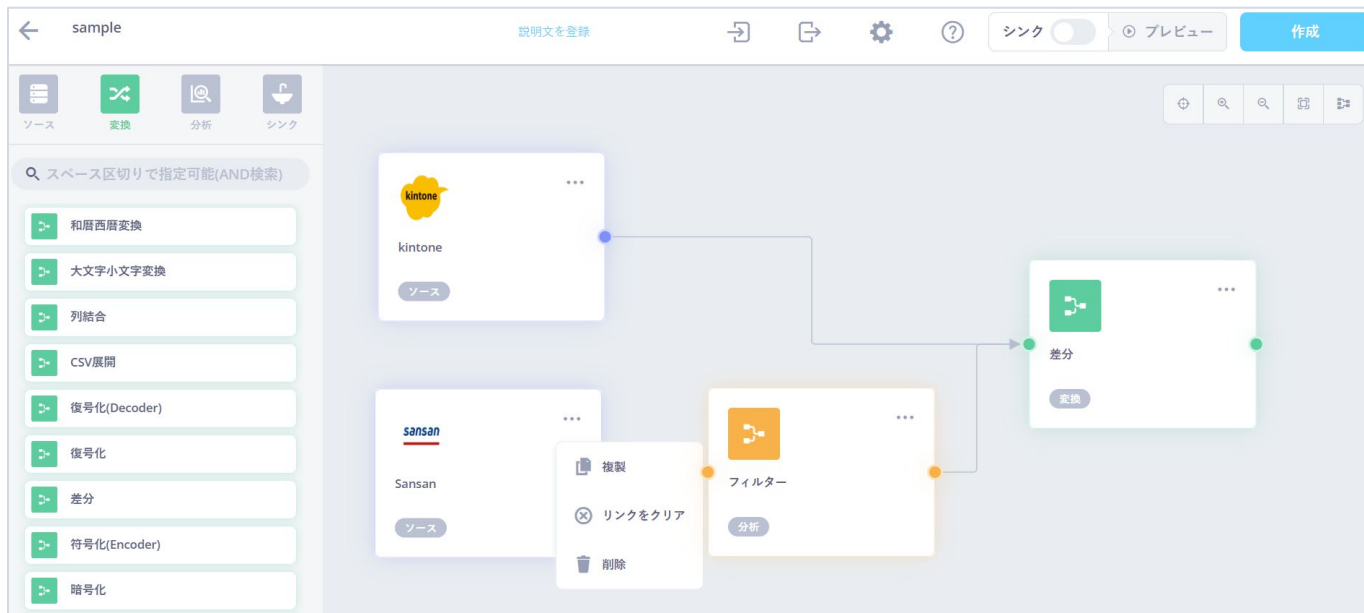 sample
説明文を登録
シンク
プレビュー
作成
ソース
変換
分析
シンク
スペース区切りで指定可能(AND検索)
和暦西暦変換
大文字小文字変換
列結合
CSV展開
復号化(Decoder)
復号化
差分
符号化(Encoder)
暗号化
kintone
kintone
ソース
sansan
Sansan
ソース
複製
リンクをクリア
削除
フィルター
分析
差分
変換